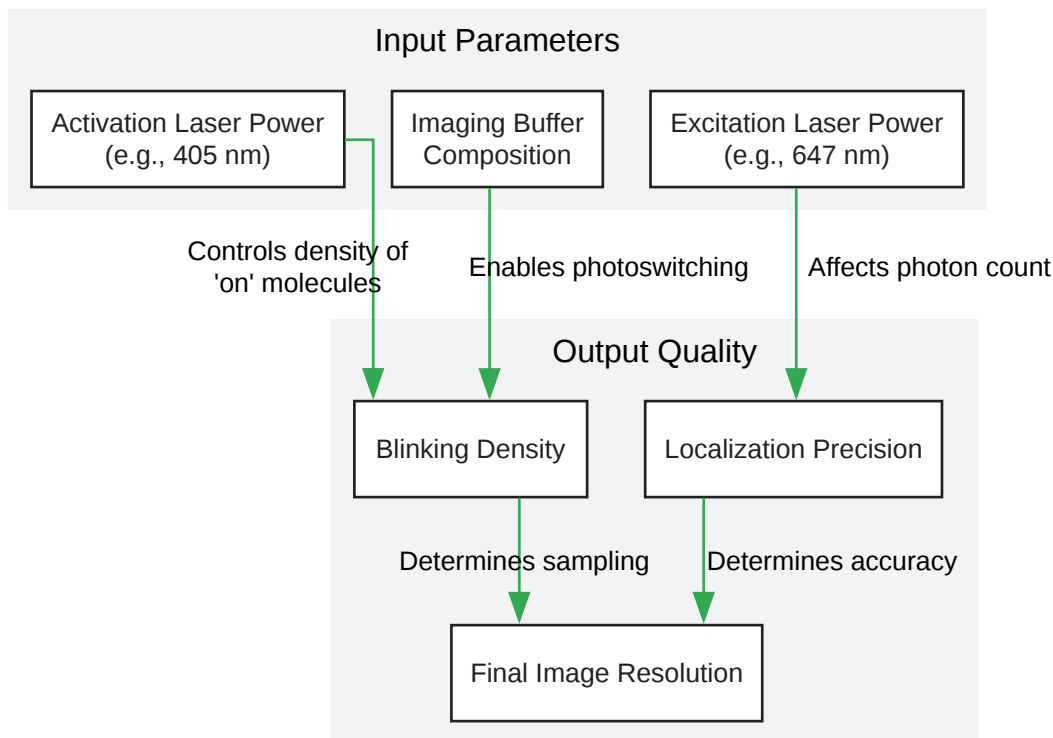 Input Parameters
Activation Laser Power
(e.g., 405 nm)
Imaging Buffer
Composition
Excitation Laser Power
(e.g., 647 nm)
Controls density of
'on' molecules
Enables photoswitching
Affects photon count
Output Quality
Blinking Density
Localization Precision
Determines sampling
Determines accuracy
Final Image Resolution